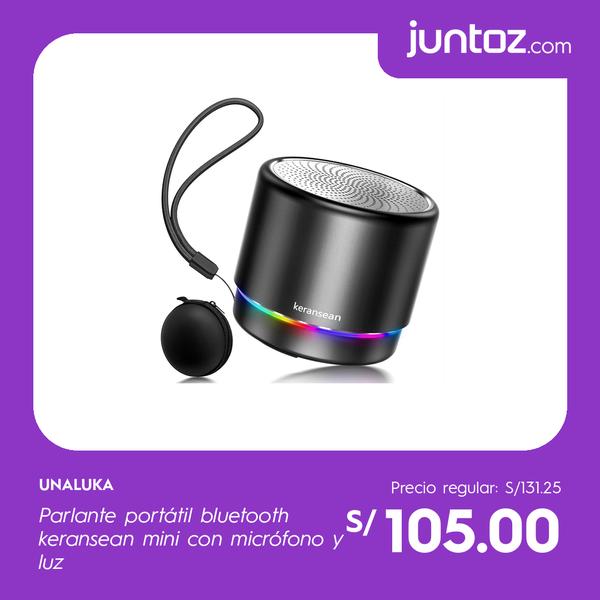 juntoz.com
keransean
UNALUKA
Parlante portátil bluetooth
keransean mini con micrófono y
luz
Precio regular: S/131.25
S/ 105.00